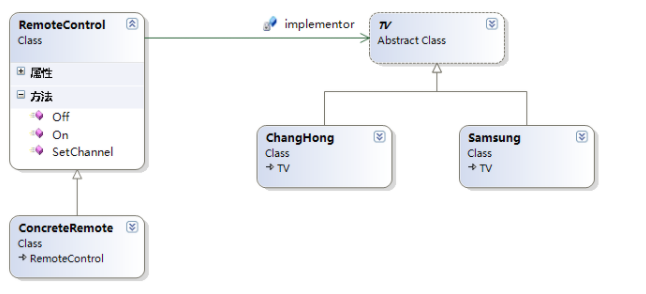 RemoteControl
Class
属性
方法
Off
On
SetChannel
implementor
TV
Abstract Class
ChangHong
Class
TV
Samsung
Class
TV
ConcreteRemote
Class
RemoteControl